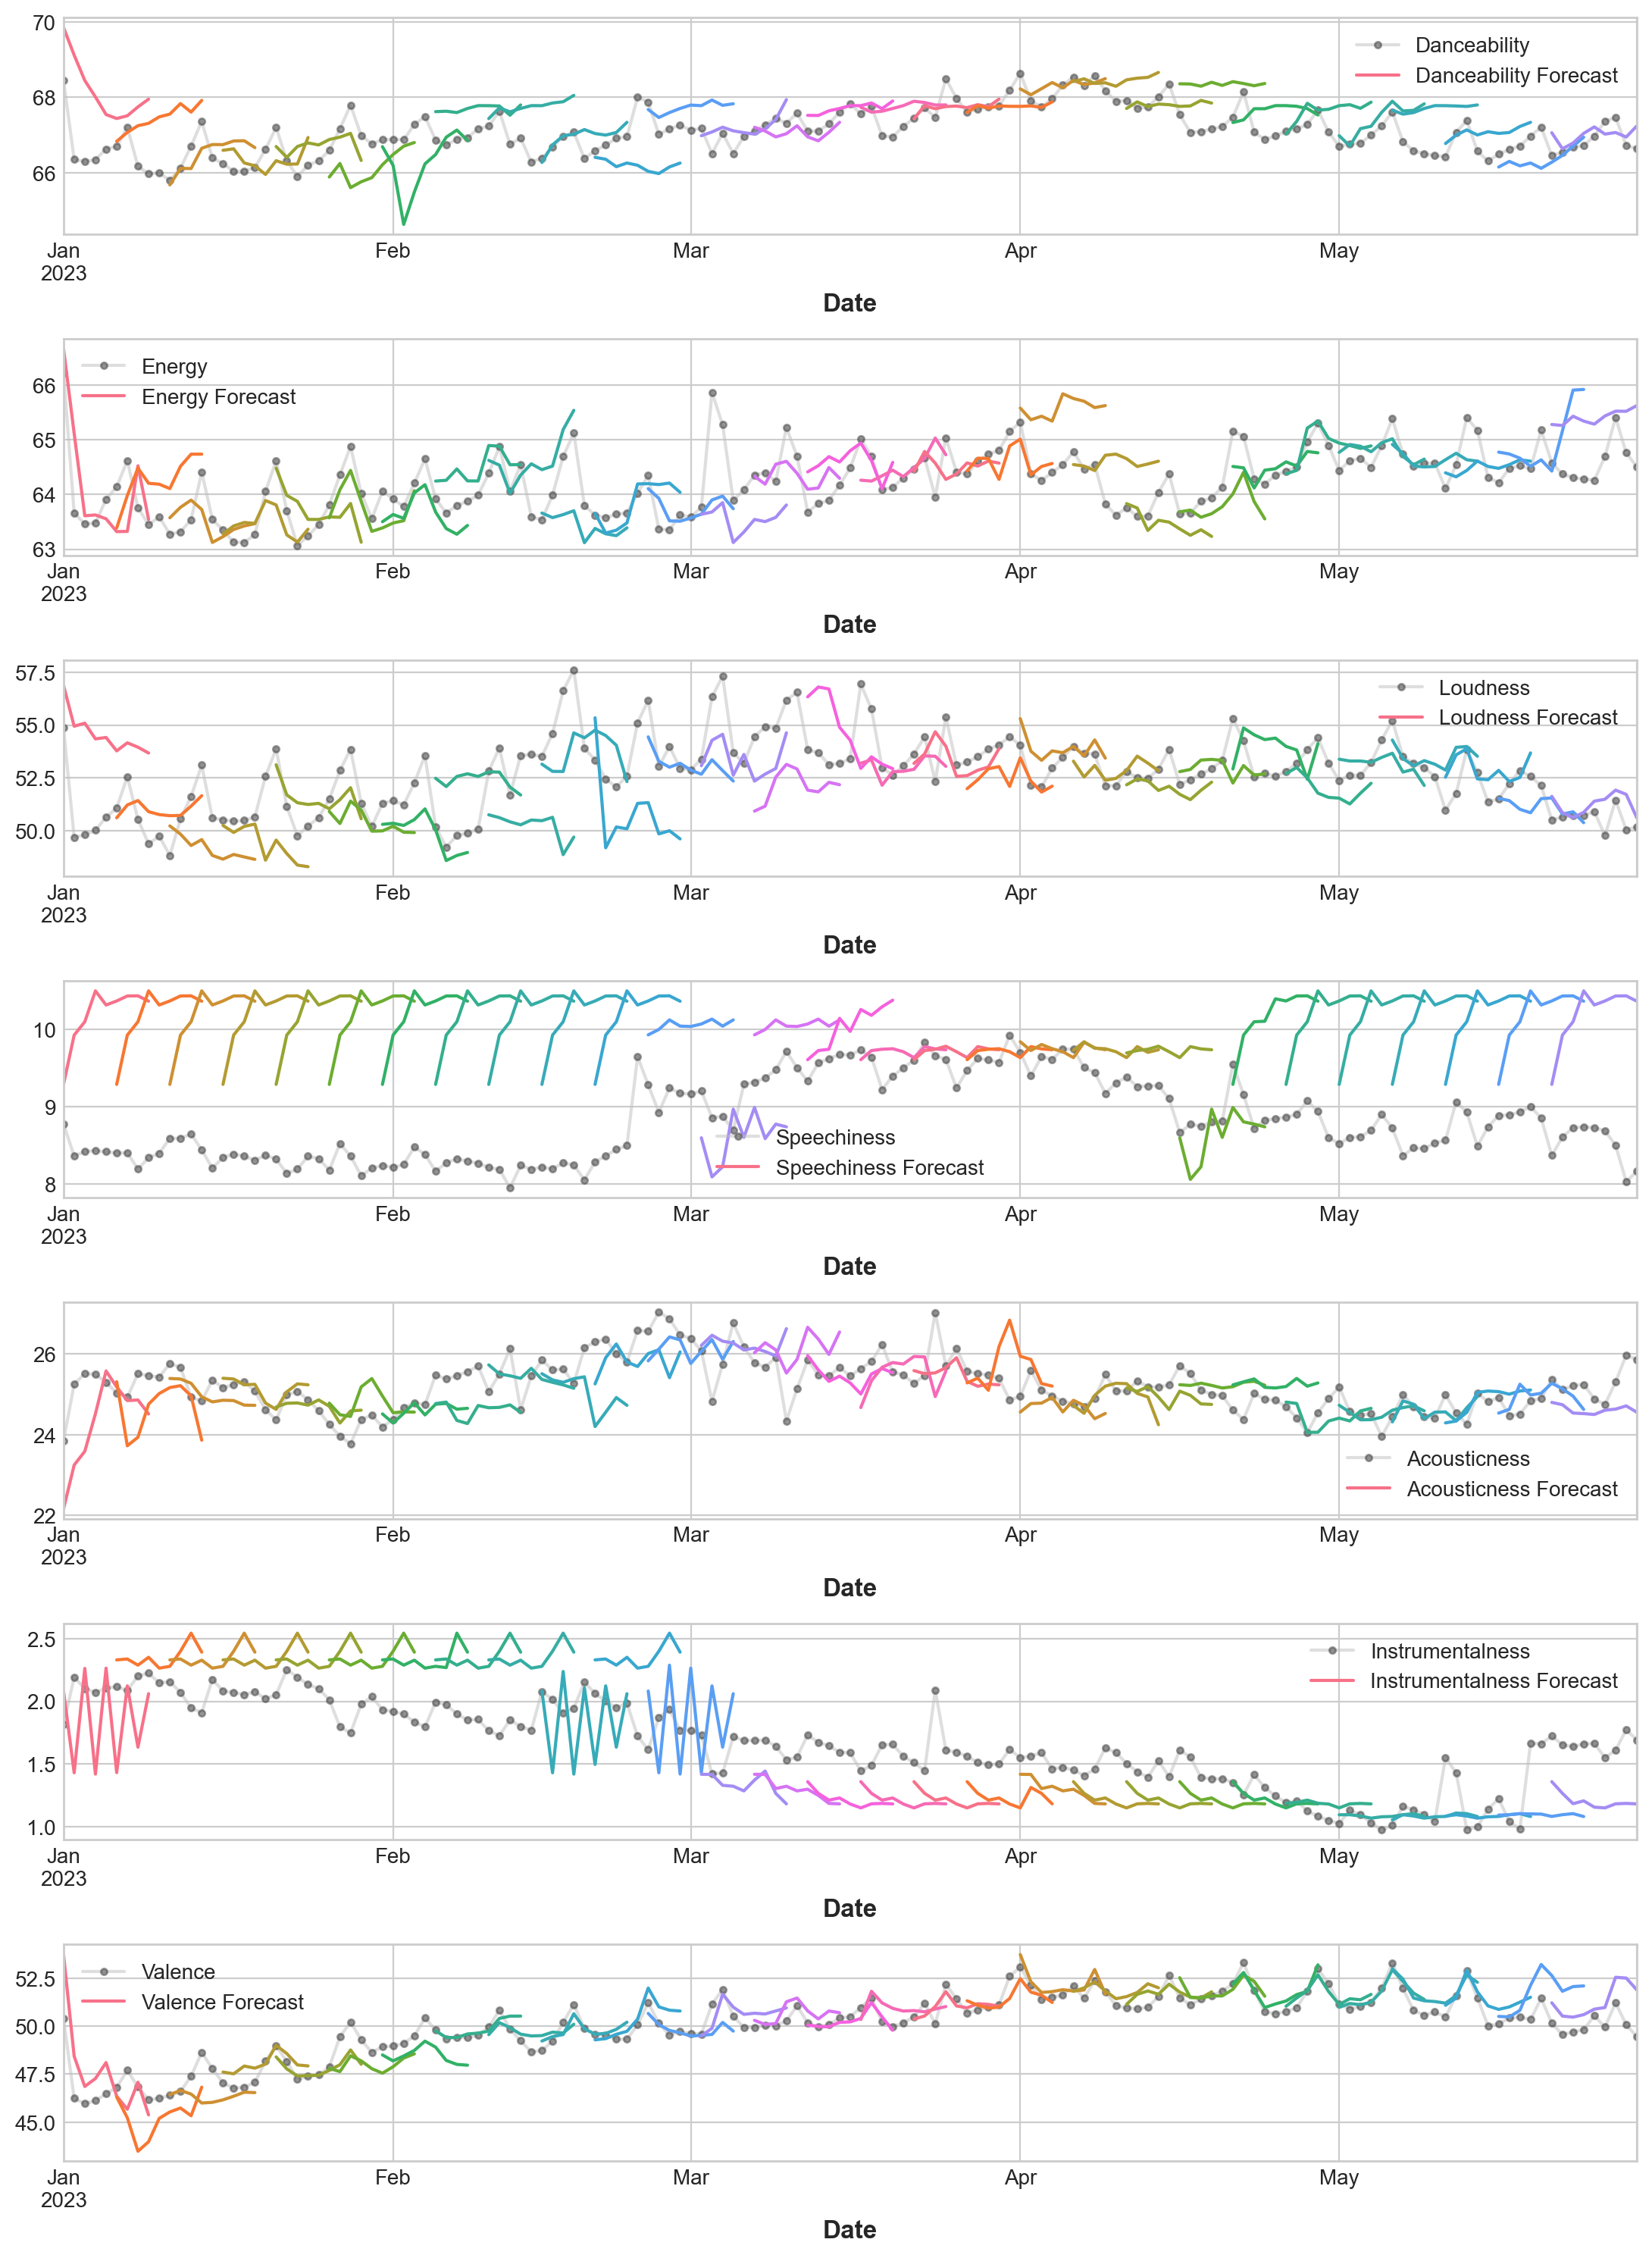 70
68
66
Danceability
Danceability Forecast
Jan
2023
Feb
Mar
Apr
May
Date
66
65
64
63
Energy
Energy Forecast
Jan
2023
Feb
Mar
Apr
May
Date
57.5
55.0
52.5
50.0
Loudness
Loudness Forecast
Jan
2023
Feb
Mar
Apr
May
Date
10
9
8
Speechiness
Speechiness Forecast
Jan
2023
Feb
Mar
Apr
May
Date
26
24
22
Acousticness
Acousticness Forecast
Jan
2023
Feb
Mar
Apr
May
Date
2.5
2.0
1.5
1.0
Instrumentalness
Instrumentalness Forecast
Jan
2023
Feb
Mar
Apr
May
Date
52.5
50.0
47.5
45.0
Valence
Valence Forecast
Jan
2023
Feb
Mar
Apr
May
Date